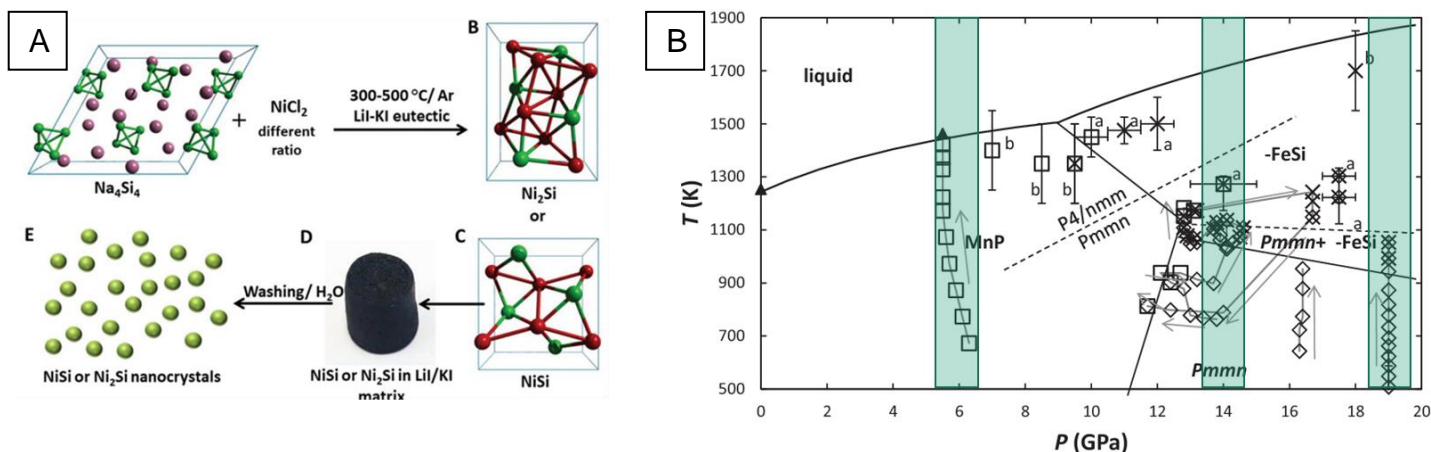 A
B
Na4Si4
+
NiCl2
different
ratio
300-500 °C/ Ar
LiI-KI eutectic
Ni2Si
or
E
D
C
Washing/ H2O
NiSi or Ni2Si nanocrystals
NiSi or Ni2Si in LiI/KI
matrix
NiSi
B
1900
1700
1500
1300
1100
900
700
500
T (K)
liquid
b
a
a
a
b
b
b
-FeSi
a
a
P4/nmm
Pmmn
MnP
Pmmn+ -FeSi
a
Pmmn
0 2 4 6 8 10 12 14 16 18 20
P (GPa)